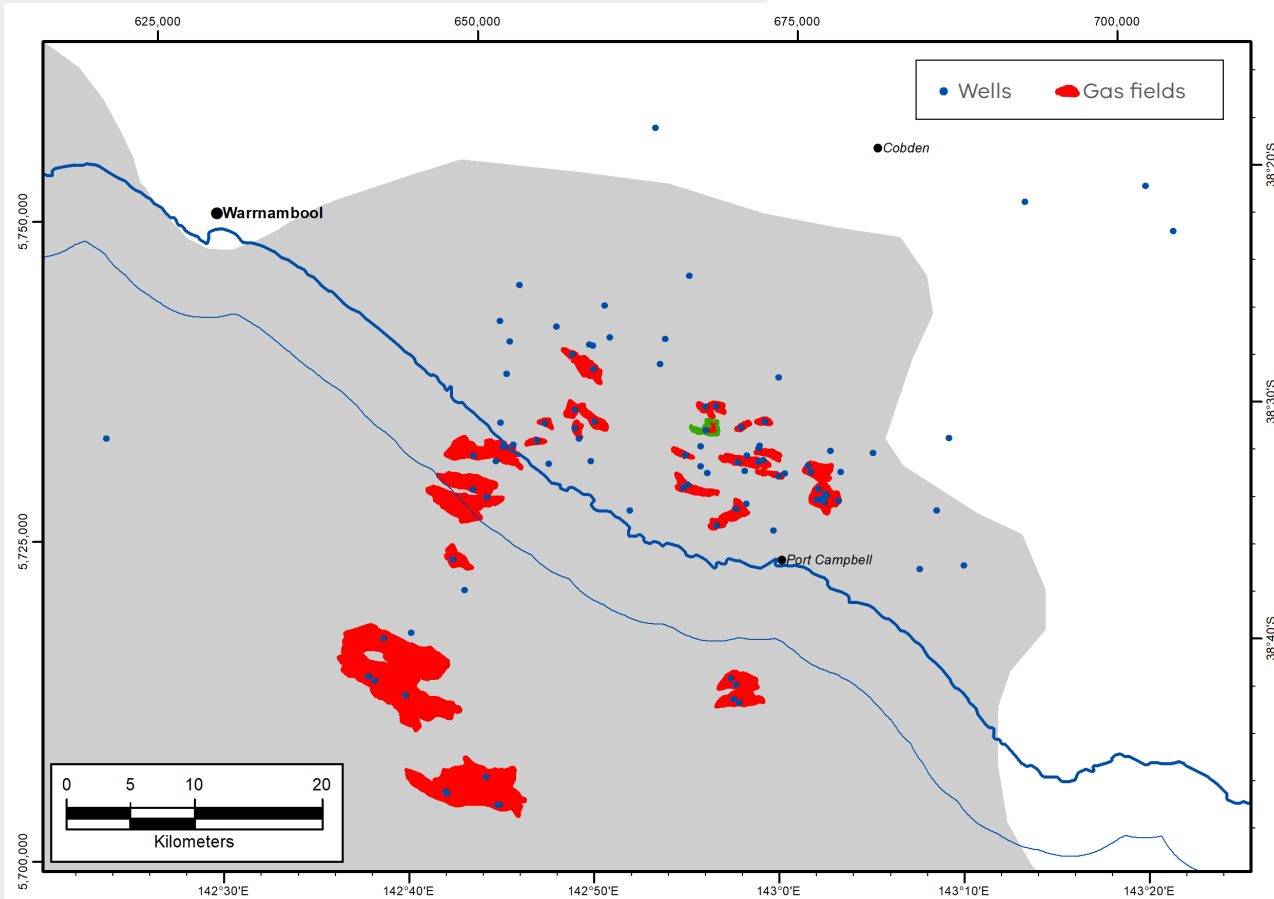 625,000 650,000 675,000 700,000
Wells Gas fields
Cobden
38°20'S
Warrnambool
5,750,000
38°30'S
5,725,000
Port Campbell
38°40'S
0 5 10 20
Kilometers
5,700,000
142°30'E 142°40'E 142°50'E 143°0'E 143°10'E 143°20'E